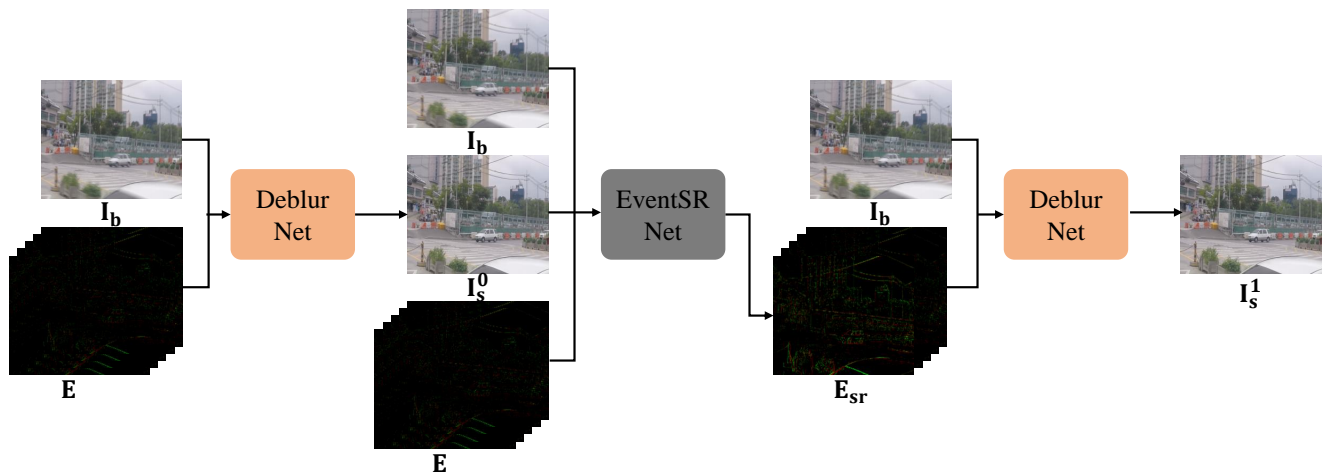 I_b
E
Deblur
Net
I_b
I_s^0
E
EventSR
Net
I_b
E_sr
Deblur
Net
I_s^1